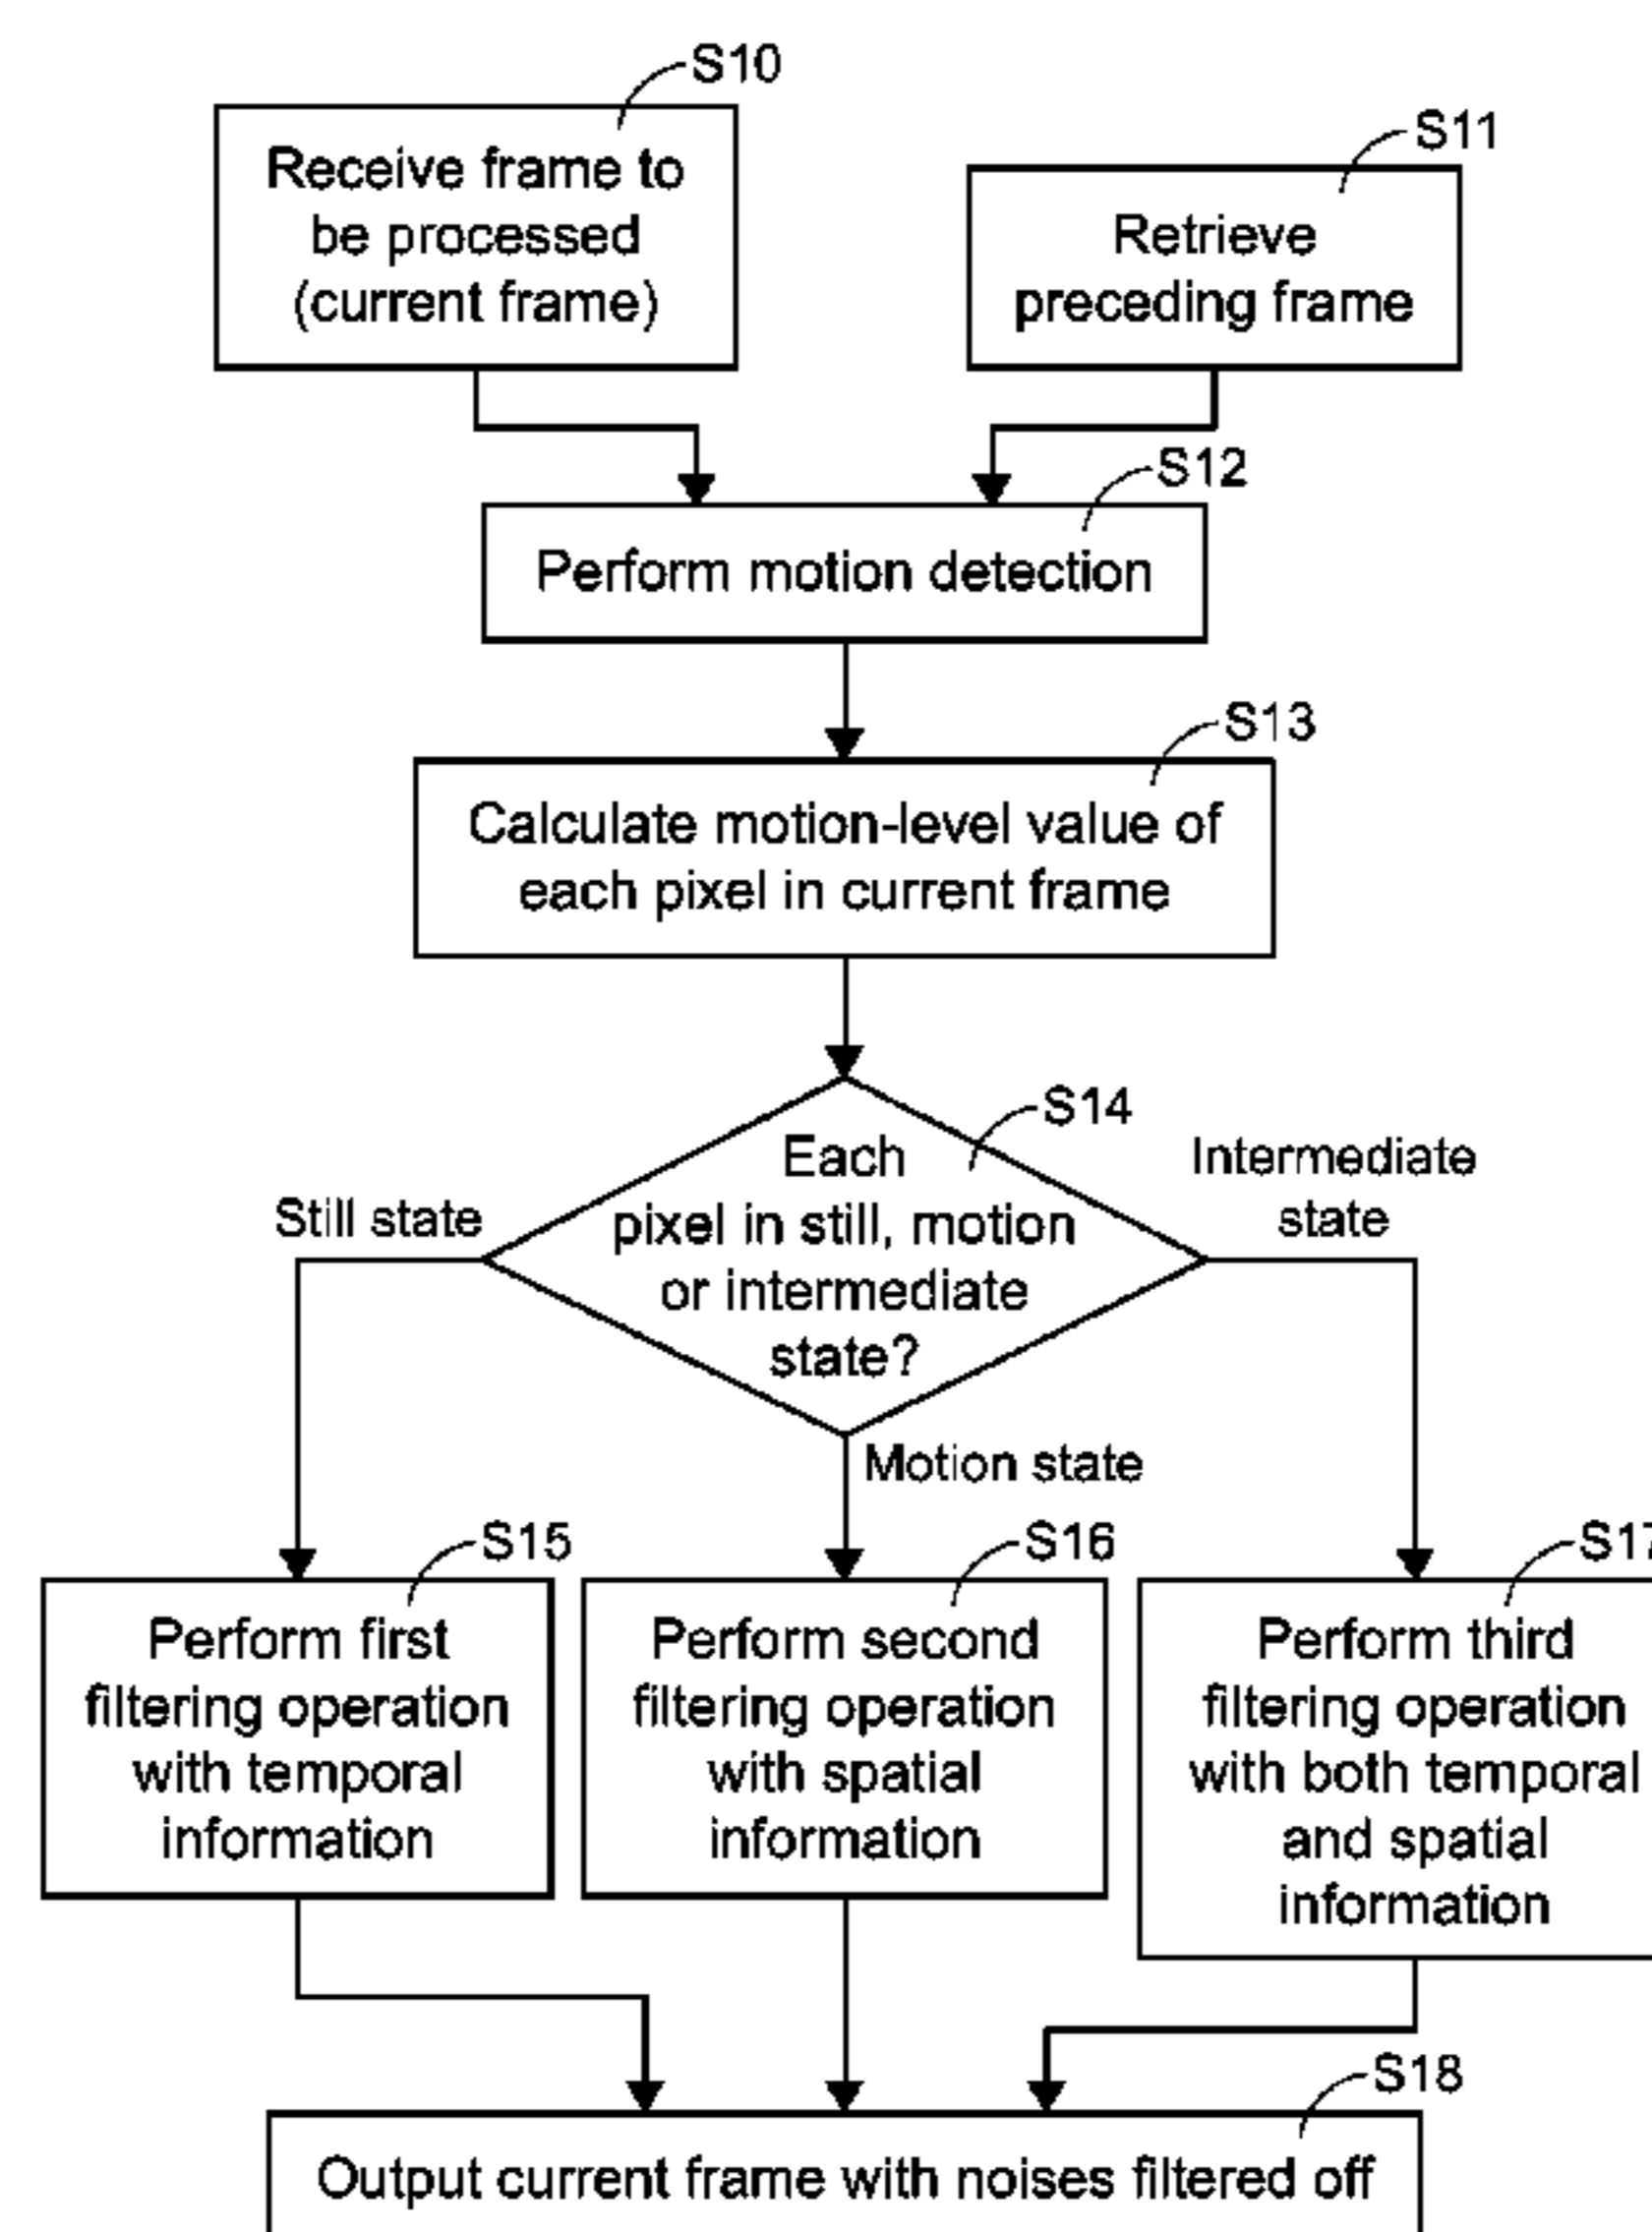 S10
Receive frame to
be processed
(current frame)
S11
Retrieve
preceding frame
S12
Perform motion detection
S13
Calculate motion-level value of
each pixel in current frame
S14
Each
pixel in still, motion
or intermediate
state?
Still state
Intermediate
state
Motion state
S15
Perform first
filtering operation
with temporal
information
S16
Perform second
filtering operation
with spatial
information
S17
Perform third
filtering operation
with both temporal
and spatial
information
S18
Output current frame with noises filtered off